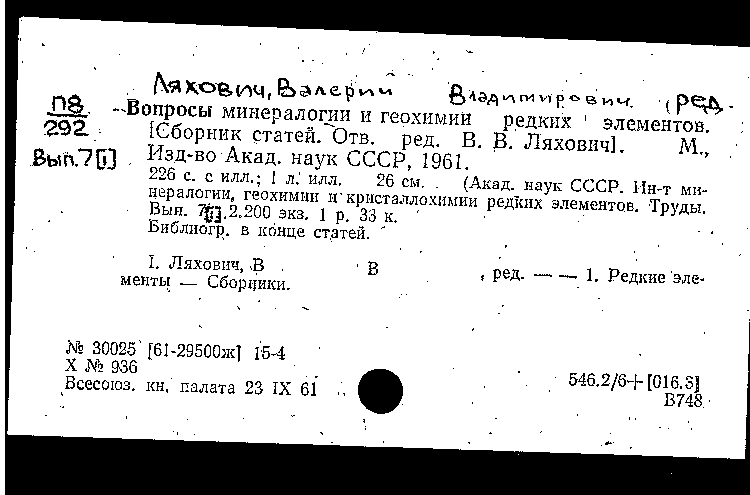 Ляхович, Валерий Владимирович. (ред.
П8
292
Вып. 7[i]
Вопросы минералогии и геохимии редких элементов.
[Сборник статей. Отв. ред. В. В. Ляхович]. М.,
Изд-во Акад. наук СССР, 1961.
226 с. с илл.; 1 л. илл. 26 см. (Акад. наук СССР. Ин-т ми-
нералогии, геохимии и кристаллохимии редких элементов. Труды.
Вып. 7[i]. 2.200 экз. 1 р. 33 к.
Библиогр. в конце статей.
I. Ляхович, В В , ред. — — 1. Редкие эле-
менты — Сборники.
№ 30025 [61-29500ж] 15-4
X № 936
Всесоюз. кн. палата 23 IX 61
546.2/6+[016.3]
В748